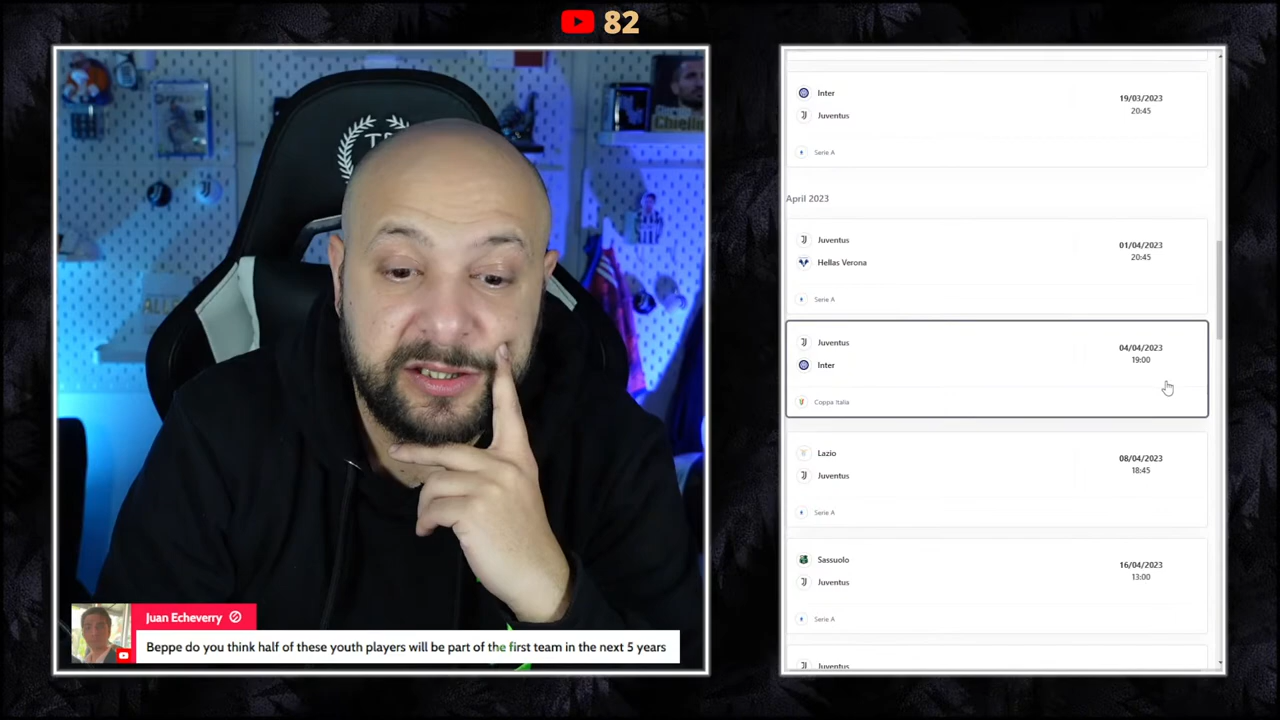 82
Inter
19/03/2023
Juventus
20:45
Serie A
April 2023
Juventus
01/04/2023
Hellas Verona
20:45
Serie A
Juventus
04/04/2023
Inter
19:00
Coppa Italia
Lazio
08/04/2023
Juventus
18:45
Serie A
Sassuolo
16/04/2023
Juventus
13:00
Serie A
Juventus
Juan Echeverry
Beppe do you think half of these youth players will be part of the first team in the next 5 years